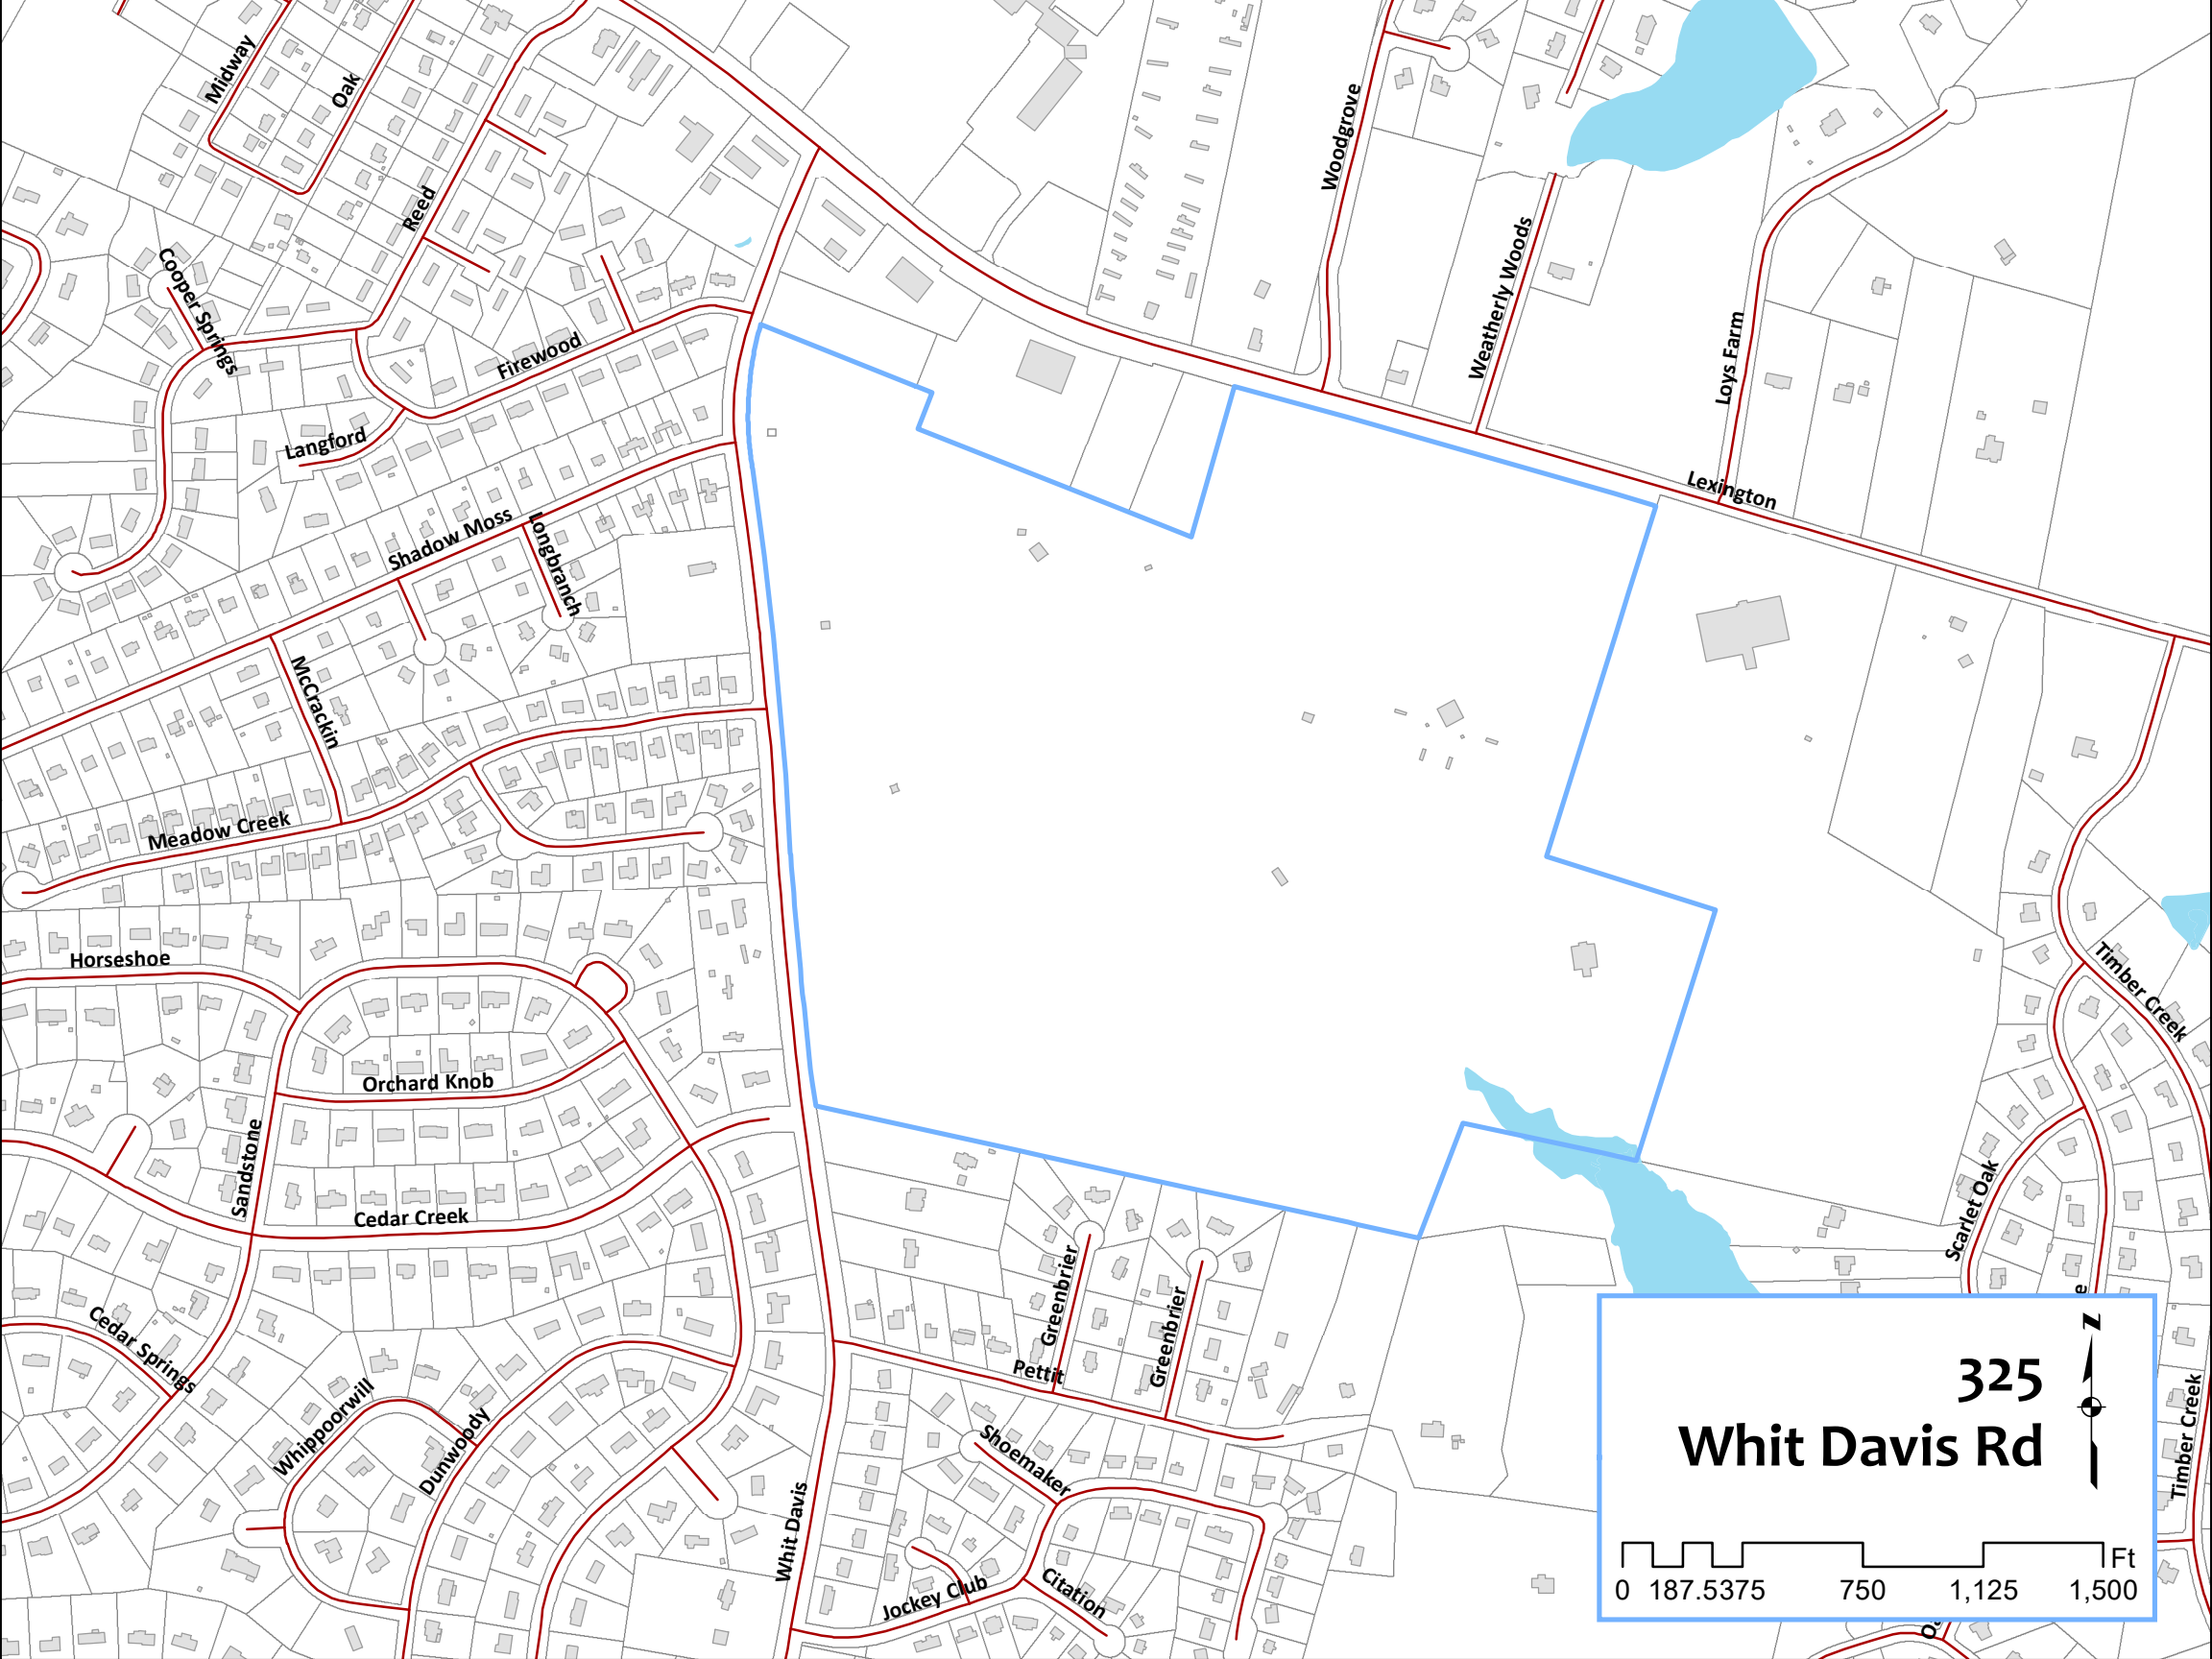 Midway
Oak
Reed
Cooper Springs
Firewood
Langford
Shadow Moss
Longbranch
McCrackin
Meadow Creek
Horseshoe
Orchard Knob
Sandstone
Cedar Creek
Cedar Springs
Whippoorwill
Dunwoody
Whit Davis
Woodgrove
Weatherly Woods
Loys Farm
Lexington
Timber Creek
Scarlet Oak
Greenbrier
Greenbrier
Pettit
Shoemaker
Jockey Club
Citation
e
Timber Creek
N
325
Whit Davis Rd
Ft
0 187.5375 750 1,125 1,500